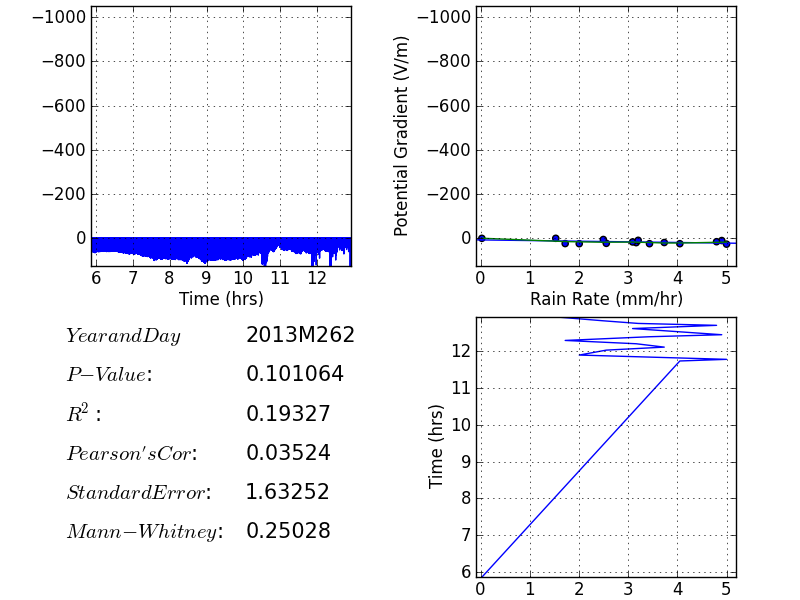 −1000
−800
−600
−400
−200
0
6 7 8 9 10 11 12
Time (hrs)
Potential Gradient (V/m)
−1000
−800
−600
−400
−200
0
0 1 2 3 4 5
Rain Rate (mm/hr)
YearandDay 2013M262
P−Value: 0.101064
R²: 0.19327
Pearson'sCor: 0.03524
StandardError: 1.63252
Mann−Whitney: 0.25028
Time (hrs)
12
11
10
9
8
7
6
0 1 2 3 4 5